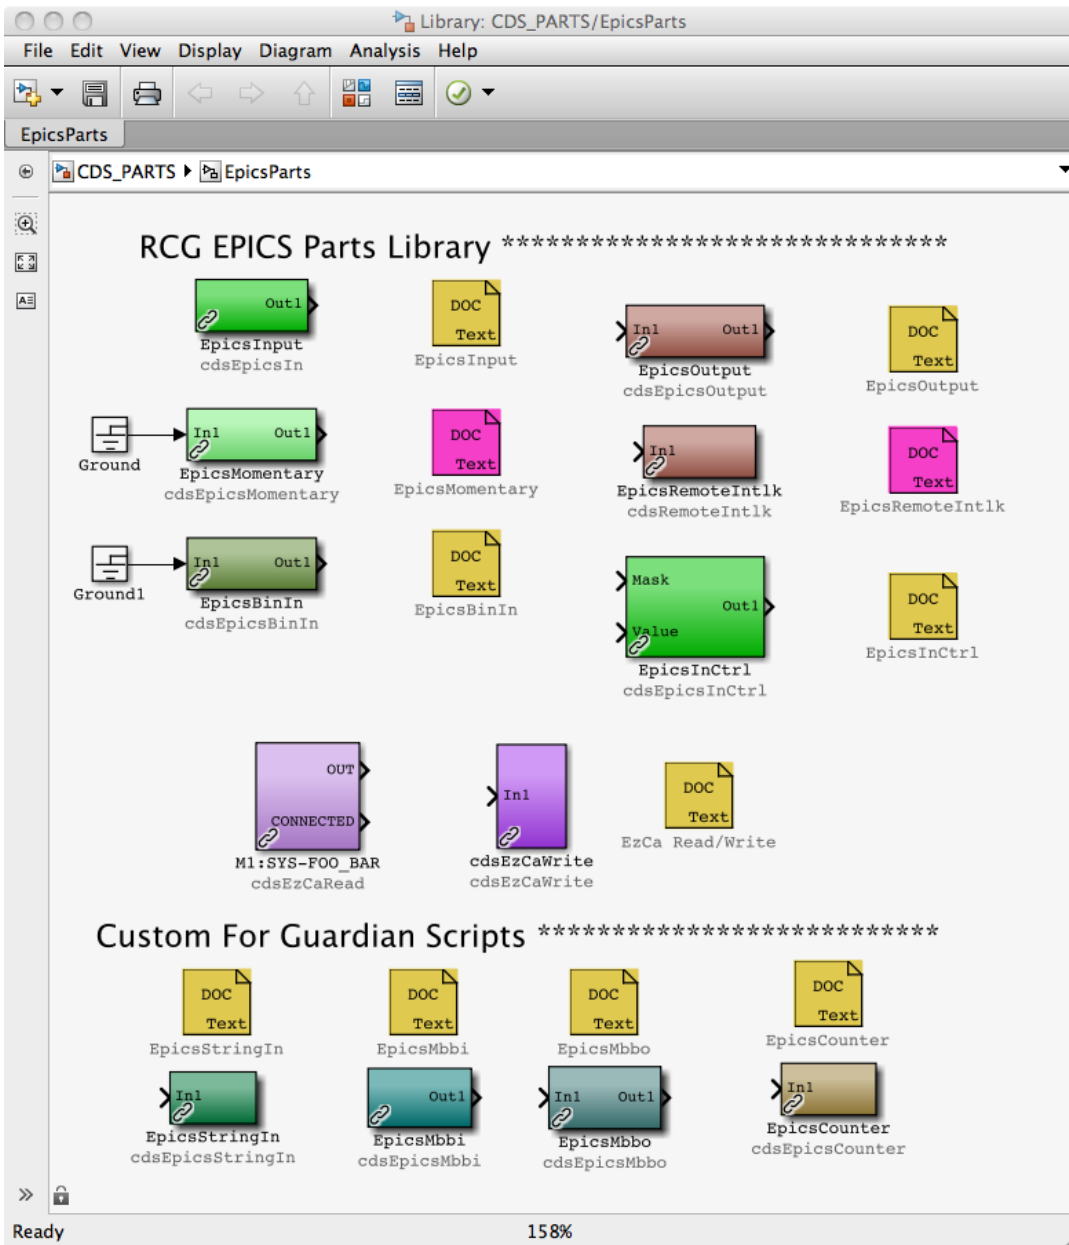 Library: CDS_PARTS/EpicsParts
File Edit View Display Diagram Analysis Help
EpicsParts
CDS_PARTS EpicsParts
RCG EPICS Parts Library ******************************
Out1
EpicsInput
cdsEpicsIn
DOC
Text
EpicsInput
In1 Out1
EpicsOutput
cdsEpicsOutput
DOC
Text
EpicsOutput
Ground
In1 Out1
EpicsMomentary
cdsEpicsMomentary
DOC
Text
EpicsMomentary
In1
EpicsRemoteIntlk
cdsRemoteIntlk
DOC
Text
EpicsRemoteIntlk
Ground1
In1 Out1
EpicsBinIn
cdsEpicsBinIn
DOC
Text
EpicsBinIn
Mask
Out1
Value
EpicsInCtrl
cdsEpicsInCtrl
DOC
Text
EpicsInCtrl
OUT
CONNECTED
M1:SYS-FOO_BAR
cdsEzCaRead
In1
cdsEzCaWrite
cdsEzCaWrite
DOC
Text
EzCa Read/Write
Custom For Guardian Scripts ***************************
DOC
Text
EpicsStringIn
DOC
Text
EpicsMbbi
DOC
Text
EpicsMbbo
DOC
Text
EpicsCounter
In1
EpicsStringIn
cdsEpicsStringIn
Out1
EpicsMbbi
cdsEpicsMbbi
In1 Out1
EpicsMbbo
cdsEpicsMbbo
In1
EpicsCounter
cdsEpicsCounter
Ready 158%